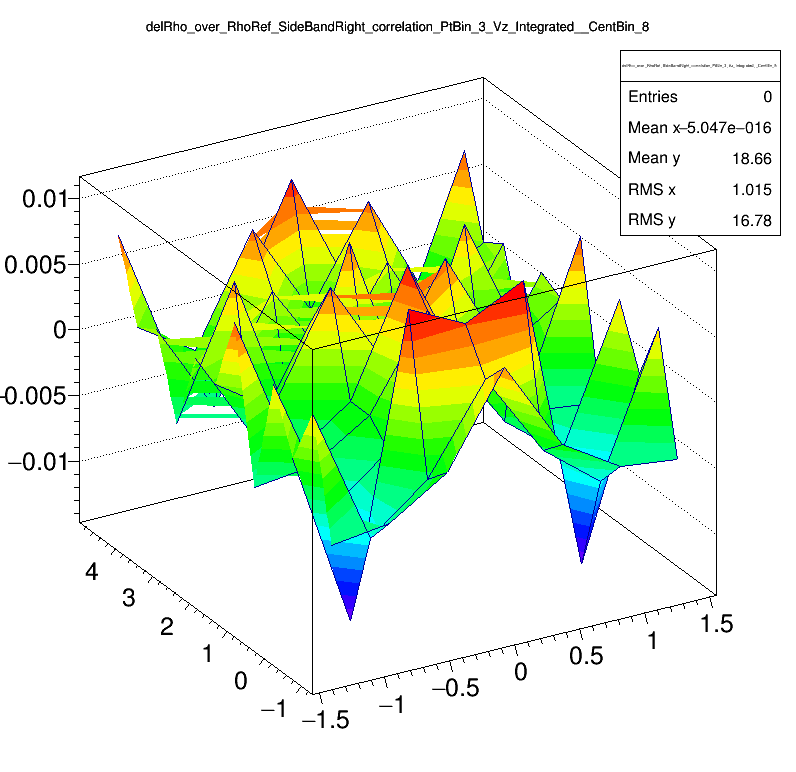 delRho_over_RhoRef_SideBandRight_correlation_PtBin_3_Vz_Integrated__CentBin_8
delRho_over_RhoRef_SideBandRight_correlation_PtBin_3_Vz_Integrated__CentBin_8
Entries 0
Mean x −5.047e−016
Mean y 18.66
RMS x 1.015
RMS y 16.78
0.01
0.005
0
−0.005
−0.01
4
3
2
1
0
−1
−1.5
−1
−0.5
0
0.5
1
1.5